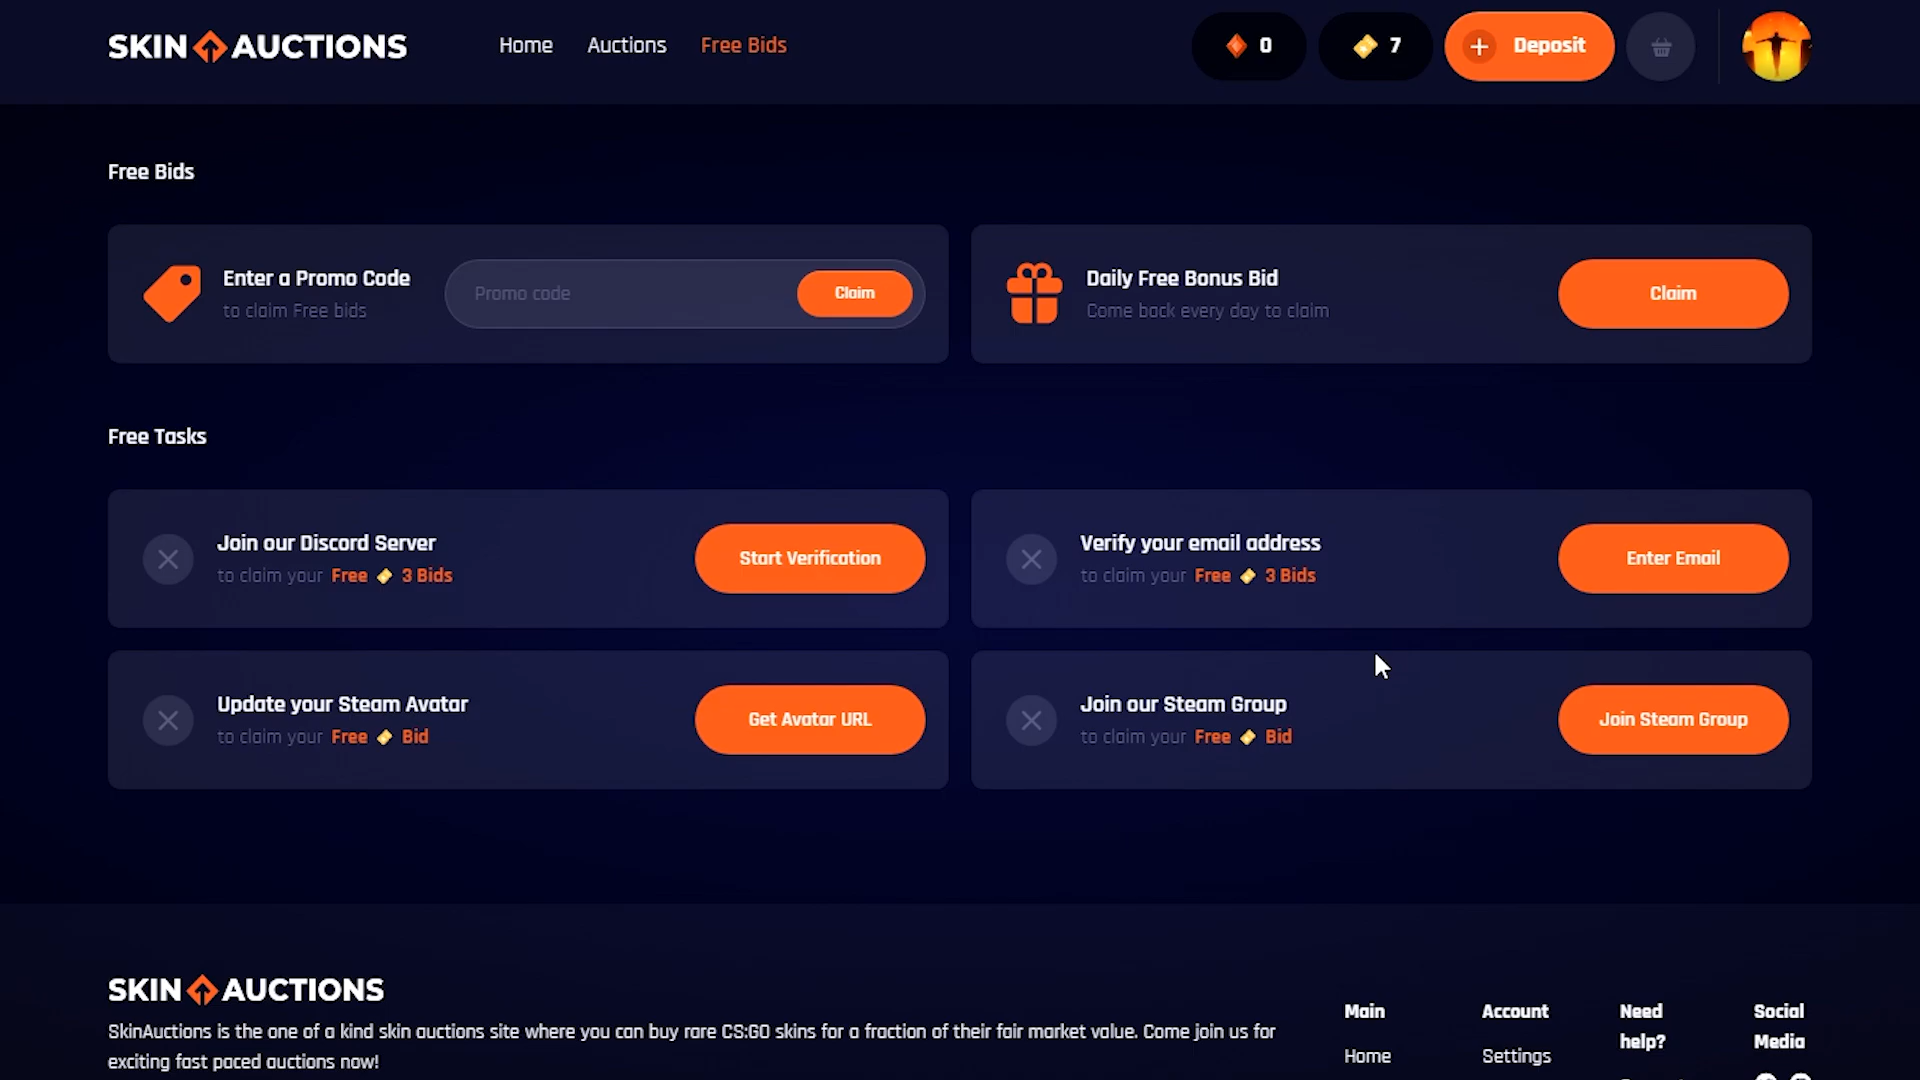 SKIN AUCTIONS
Home Auctions Free Bids
0
7
Deposit
Free Bids
Enter a Promo Code
to claim Free bids
Promo code
Claim
Daily Free Bonus Bid
Come back every day to claim
Claim
Free Tasks
Join our Discord Server
to claim your Free 3 Bids
Start Verification
Verify your email address
to claim your Free 3 Bids
Enter Email
Update your Steam Avatar
to claim your Free Bid
Get Avatar URL
Join our Steam Group
to claim your Free Bid
Join Steam Group
SKIN AUCTIONS
SkinAuctions is the one of a kind skin auctions site where you can buy rare CS:GO skins for a fraction of their fair market value. Come join us for
exciting fast paced auctions now!
Main
Home
Account
Settings
Need
help?
Social
Media